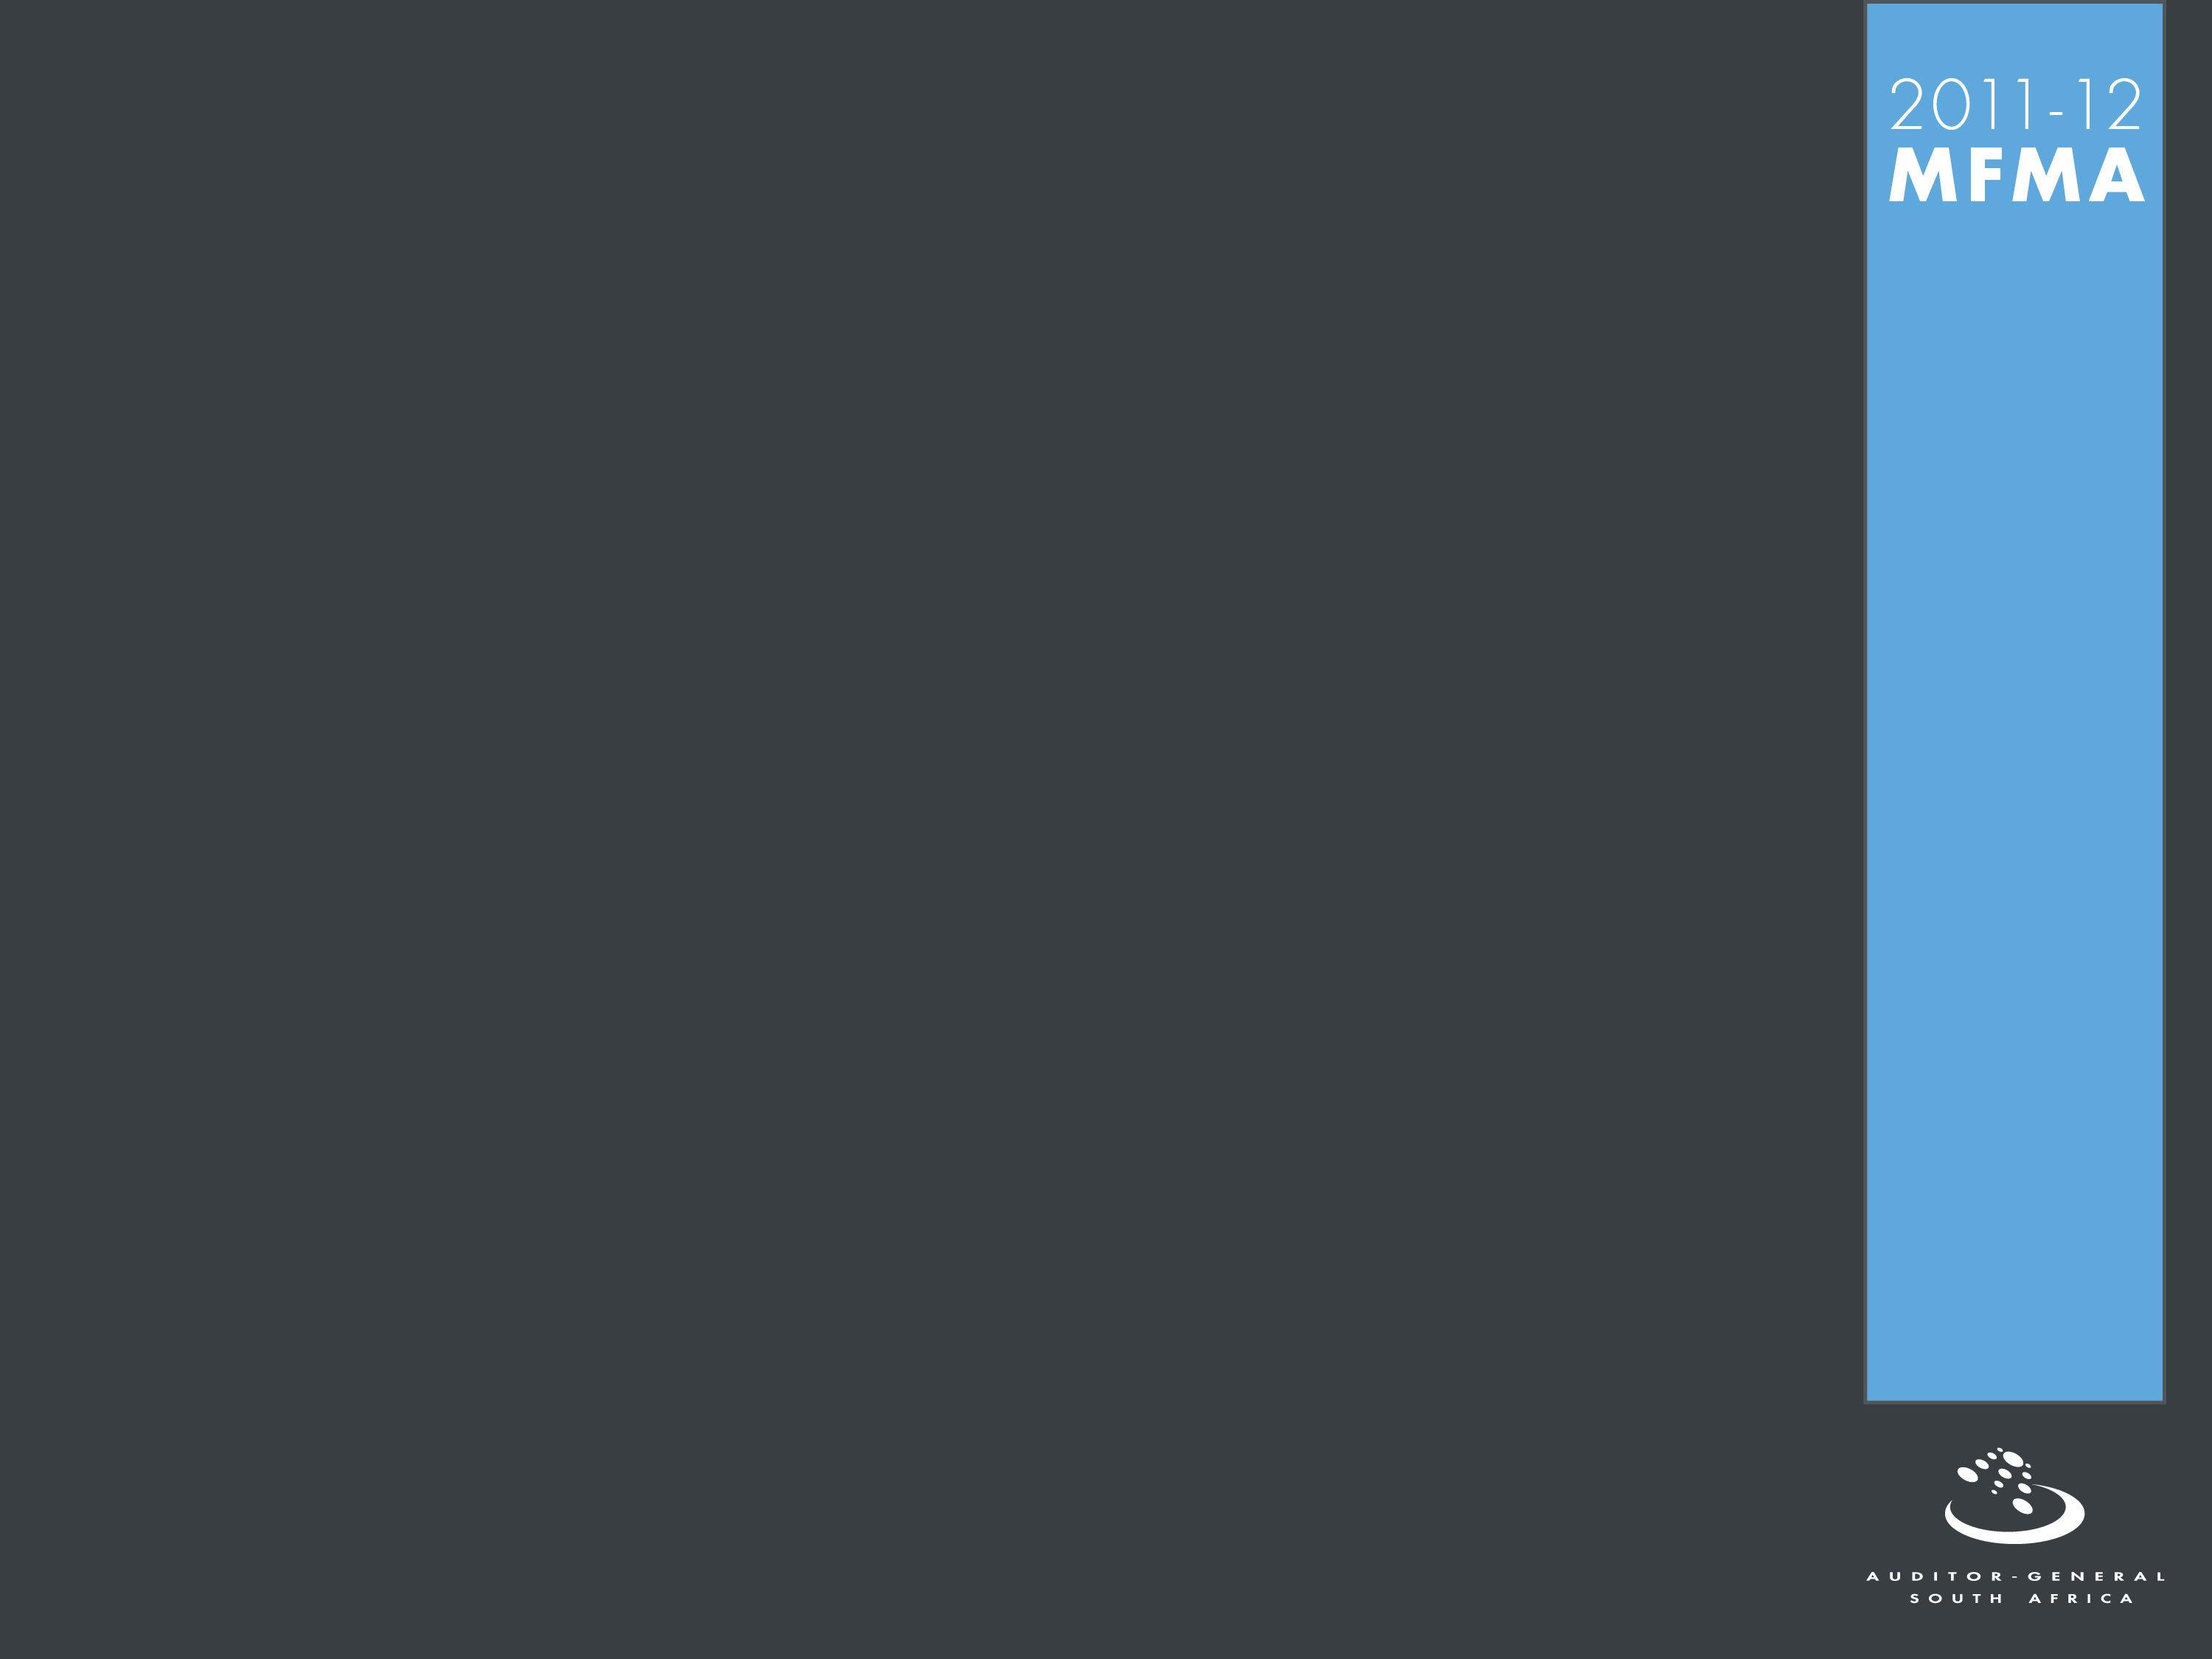 2011-12
MFMA
AUDITOR-GENERAL
SOUTH AFRICA